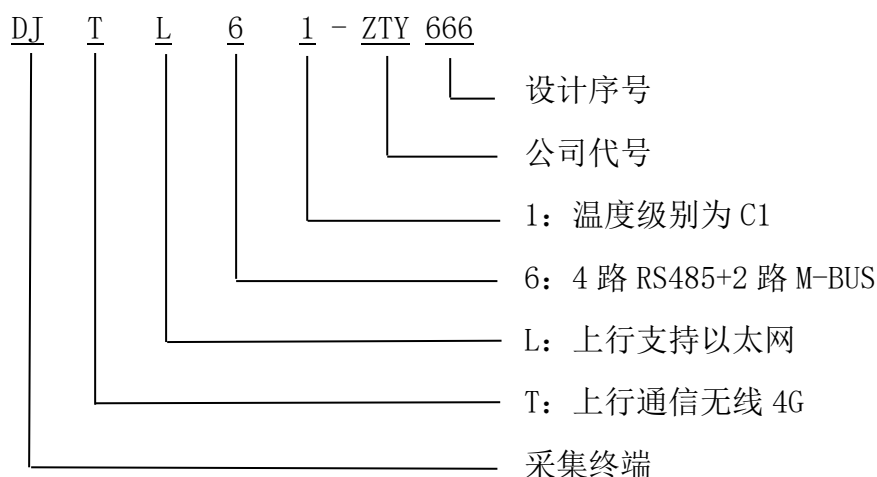 DJ T L 6 1 - ZTY 666
设计序号
公司代号
1：温度级别为 C1
6：4 路 RS485+2 路 M-BUS
L：上行支持以太网
T：上行通信无线 4G
采集终端